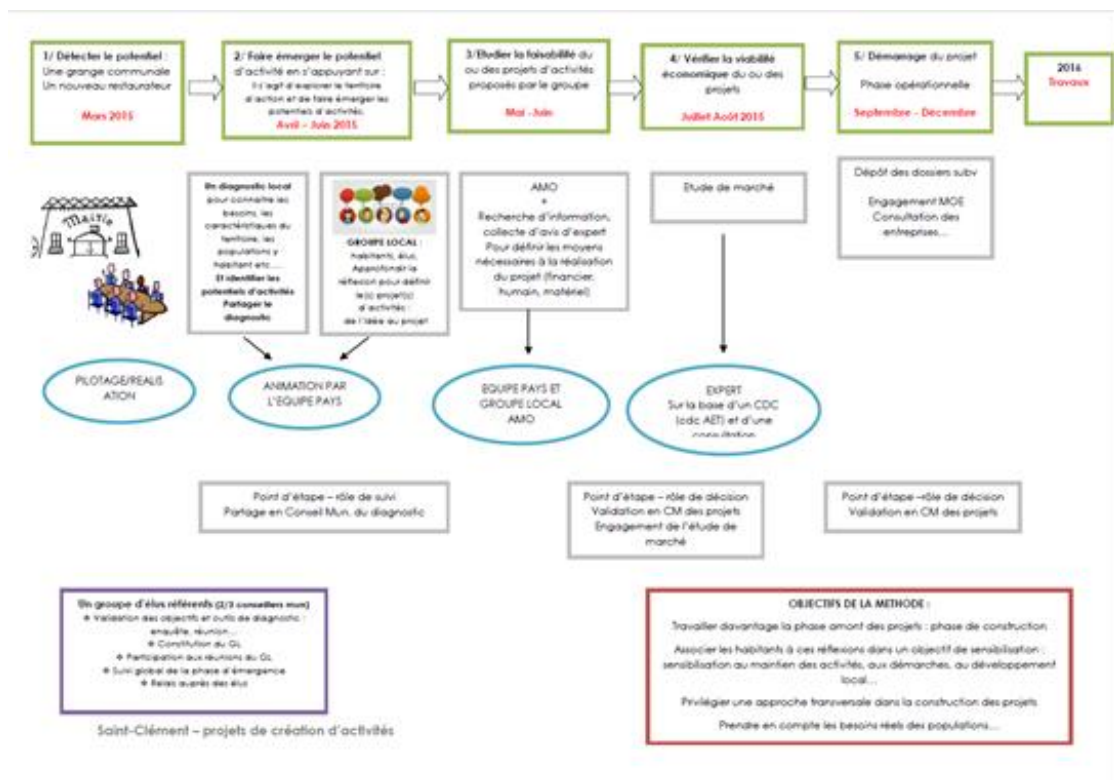 1/ Détecter le potentiel :
Une grange communale
Un nouveau restaurateur
Mars 2015
2/ Faire émerger le potentiel
d'activité en s'appuyant sur :
Il s'agit d'explorer le territoire
d'action et de faire émerger les
potentiels d'activités.
Avril – Juin 2015
3/Etudier la faisabilité du
ou des projets d'activités
proposés par le groupe
Mai -Juin
4/ Vérifier la viabilité
économique du ou des
projets
Juillet Août 2015
5/ Démarrage du projet
Phase opérationnelle
Septembre - Décembre
2016
Travaux
Mairie
Un diagnostic local
pour connaitre les
besoins, les
caractéristiques du
territoire, les
populations y
habitant etc....
Et identifier les
potentiels d'activités
Partager le
diagnostic
GROUPE LOCAL :
habitants, élus,
Approfondir la
réflexion pour définir
le(s) projet(s)
d'activités :
de l'idée au projet
AMO
+
Recherche d'information,
collecte d'avis d'expert
Pour définir les moyens
nécessaires à la réalisation
du projet (financier,
humain, matériel)
Etude de marché
Dépôt des dossiers subv
Engagement MOE
Consultation des
entreprises...
PILOTAGE/REALIS
ATION
ANIMATION PAR
L'EQUIPE PAYS
EQUIPE PAYS ET
GROUPE LOCAL
AMO
EXPERT
Sur la base d'un CDC
(cdc AET) et d'une
consultation
Point d'étape – rôle de suivi
Partage en Conseil Mun. du diagnostic
Point d'étape – rôle de décision
Validation en CM des projets
Engagement de l'étude de
marché
Point d'étape –rôle de décision
Validation en CM des projets
Un groupe d'élus référents (2/3 conseillers mun)
❖ Validation des objectifs et outils de diagnostic :
enquête, réunion...
❖ Constitution du GL
❖ Participation aux réunions du GL
❖ Suivi global de la phase d'émergence
❖ Relais auprès des élus
OBJECTIFS DE LA METHODE :
Travailler davantage la phase amont des projets : phase de construction
Associer les habitants à ces réflexions dans un objectif de sensibilisation :
sensibilisation au maintien des activités, aux démarches, au développement
local...
Privilégier une approche transversale dans la construction des projets
Prendre en compte les besoins réels des populations...
Saint-Clément – projets de création d'activités